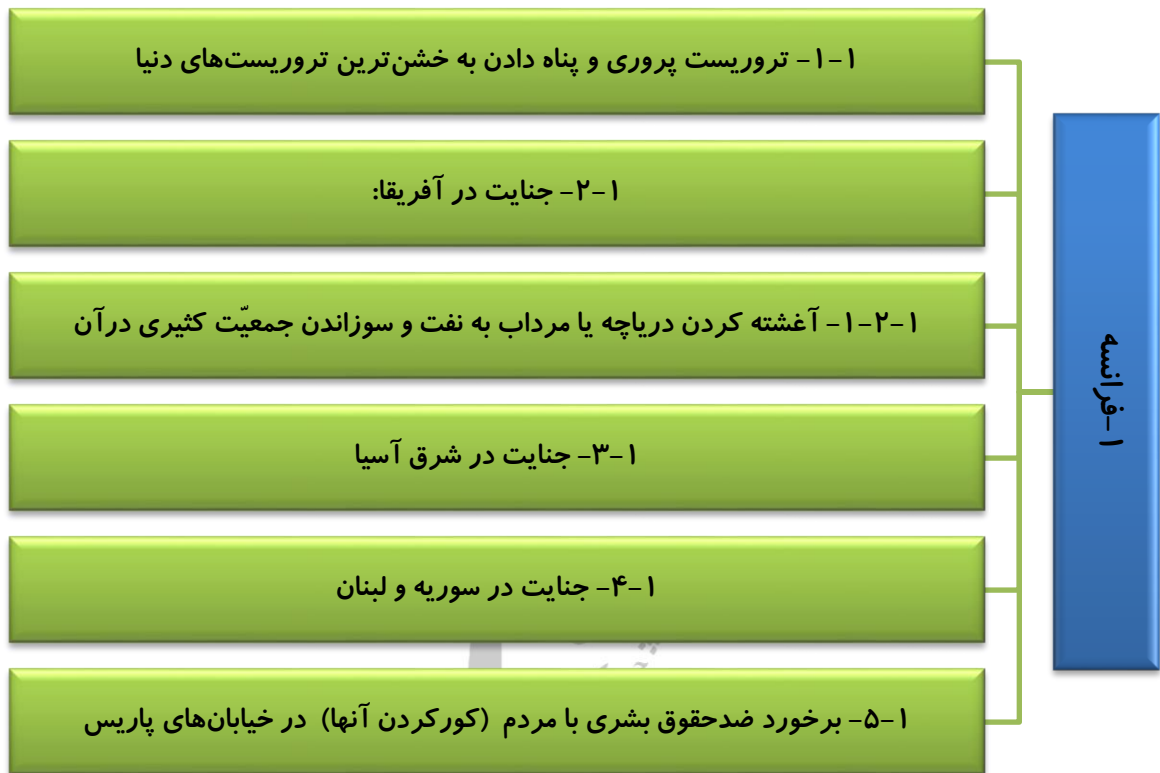 ۱-فرانسه
۱-۱- تروریست پروری و پناه دادن به خشن‌ترین تروریست‌های دنیا
۱-۲- جنایت در آفریقا:
۱-۲-۱- آغشته کردن دریاچه یا مرداب به نفت و سوزاندن جمعیّت کثیری درآن
۱-۳- جنایت در شرق آسیا
۱-۴- جنایت در سوریه و لبنان
۱-۵- برخورد ضدحقوق بشری با مردم (کورکردن آنها) در خیابان‌های پاریس